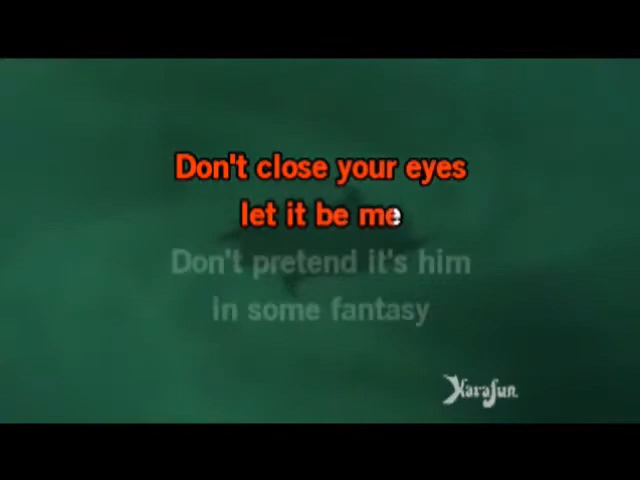 Don't close your eyes
let it be me
Don't pretend it's him
In some fantasy
KaraFun